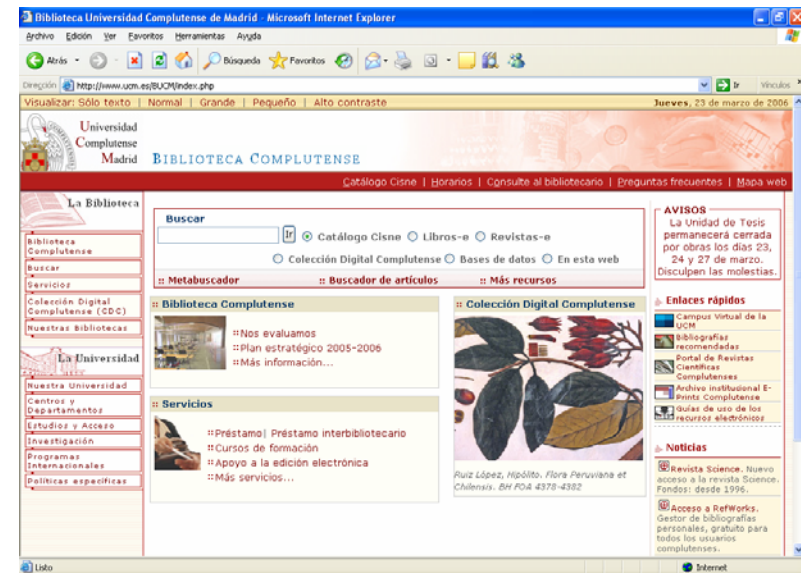 Biblioteca Universidad Complutense de Madrid - Microsoft Internet Explorer
Archivo Edición Ver Favoritos Herramientas Ayuda
Atrás Búsqueda Favoritos
Dirección http://www.ucm.es/BUCM/index.php Ir Vínculos
Visualizar: Sólo texto | Normal | Grande | Pequeño | Alto contraste Jueves, 23 de marzo de 2006
Universidad
Complutense
Madrid
BIBLIOTECA COMPLUTENSE
Catálogo Cisne | Horarios | Consulte al bibliotecario | Preguntas frecuentes | Mapa web
La Biblioteca
Biblioteca
Complutense
Buscar
Servicios
Colección Digital
Complutense (CDC)
Nuestras Bibliotecas
La Universidad
Nuestra Universidad
Centros y
Departamentos
Estudios y Acceso
Investigación
Programas
Internacionales
Políticas específicas
Buscar
Ir Catálogo Cisne Libros-e Revistas-e
Colección Digital Complutense Bases de datos En esta web
:: Metabuscador :: Buscador de artículos :: Más recursos
:: Biblioteca Complutense
::Nos evaluamos
::Plan estratégico 2005-2006
::Más información...
:: Servicios
::Préstamo| Préstamo interbibliotecario
::Cursos de formación
::Apoyo a la edición electrónica
::Más servicios...
:: Colección Digital Complutense
Ruiz López, Hipólito. Flora Peruviana et
Chilensis. BH FOA 4378-4382
AVISOS
La Unidad de Tesis
permanecerá cerrada
por obras los días 23,
24 y 27 de marzo.
Disculpen las molestias.
Enlaces rápidos
Campus Virtual de la
UCM
Bibliografías
recomendadas
Portal de Revistas
Científicas
Complutenses
Archivo institucional E-
Prints Complutense
Guías de uso de los
recursos electrónicos
Noticias
Revista Science. Nuevo
acceso a la revista Science.
Fondos: desde 1996.
Acceso a RefWorks.
Gestor de bibliografías
personales, gratuito para
todos los usuarios
complutenses.
Listo Internet